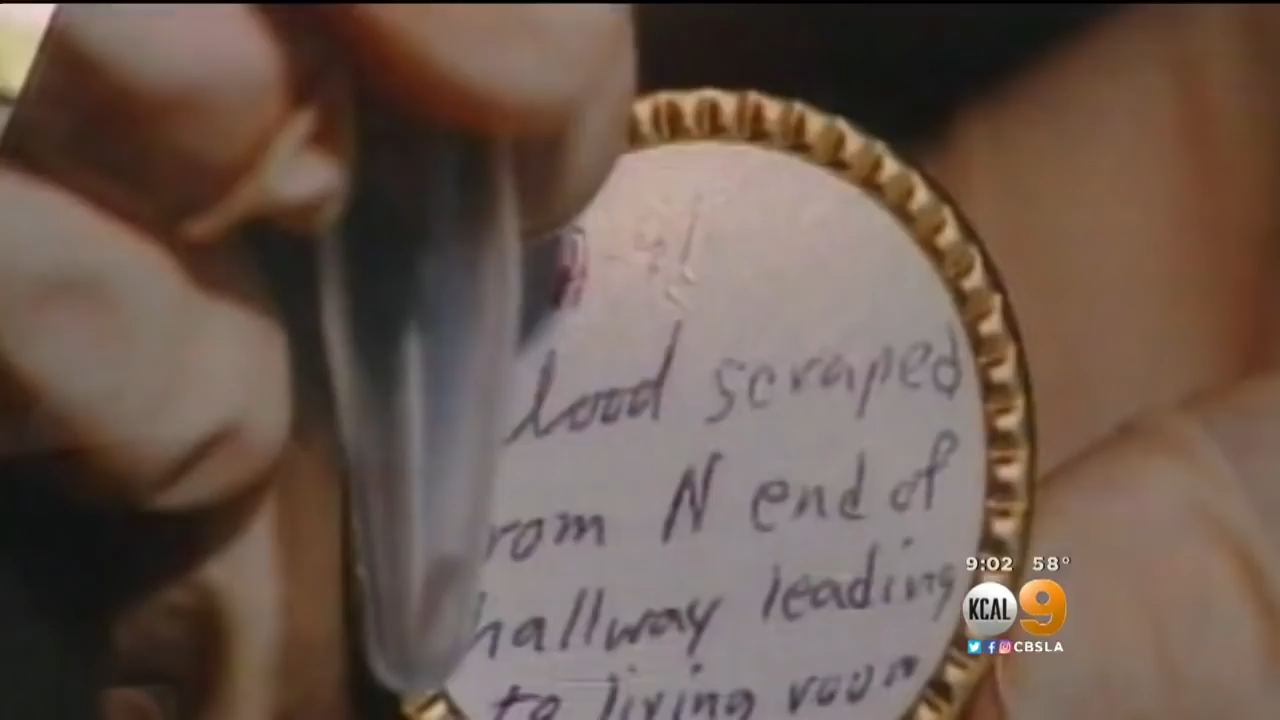 lood scraped
rom N end of
hallway leading
to living room
9:02 58°
KCAL 9
CBSLA